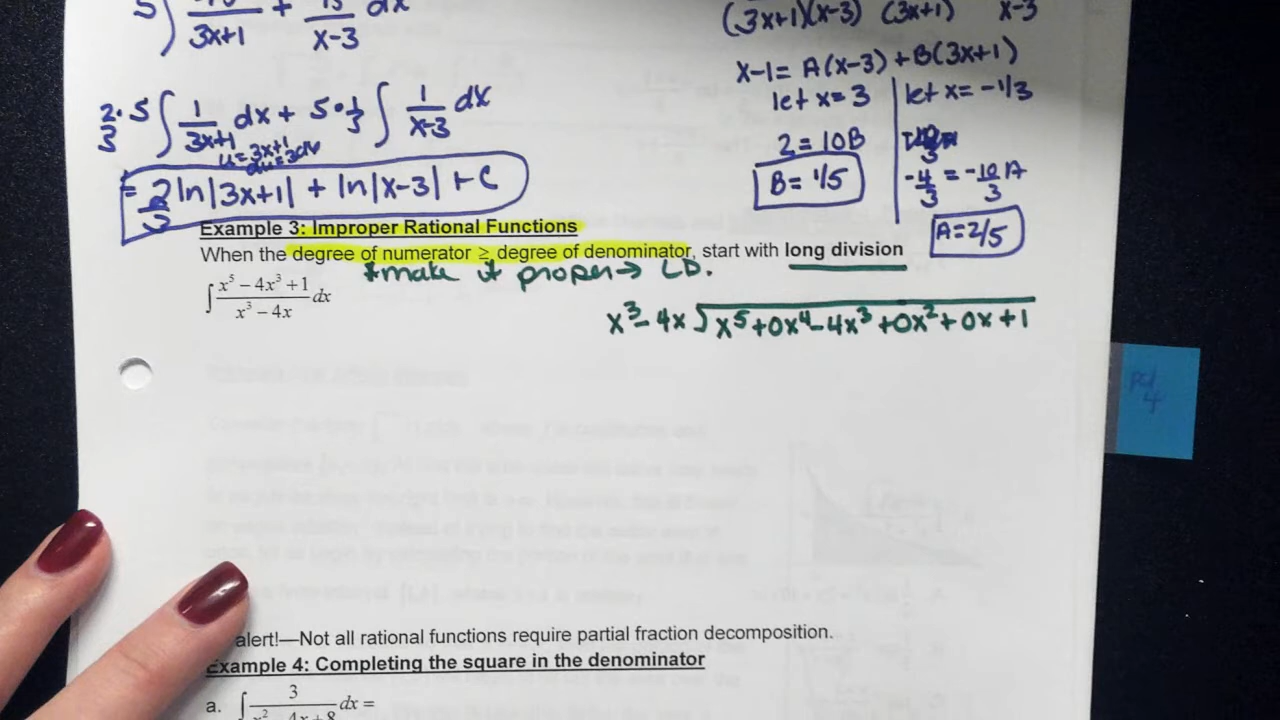 5∫ /3x+1 + /x-3 dx
(3x+1)(x-3) (3x+1) x-3
x-1 = A(x-3) + B(3x+1)
let x=3 let x= -1/3
2/3 · 5 ∫ 1/3x+1 dx + 5 · 1/5 ∫ 1/x-3 dx
u=3x+1
du=3dx
2 = 10B
B= 1/5
-4/3 = -10/3 A
A=2/5
= 2/3 ln|3x+1| + ln|x-3| + C
Example 3: Improper Rational Functions
When the degree of numerator ≥ degree of denominator, start with long division
*make it proper → LD.
∫ x⁵ − 4x³ + 1 / x³ − 4x dx
x³ - 4x ) x⁵ + 0x⁴ - 4x³ + 0x² + 0x + 1
Pd
4
alert!—Not all rational functions require partial fraction decomposition.
Example 4: Completing the square in the denominator
a. ∫ 3 / x² 4x + 8 dx =